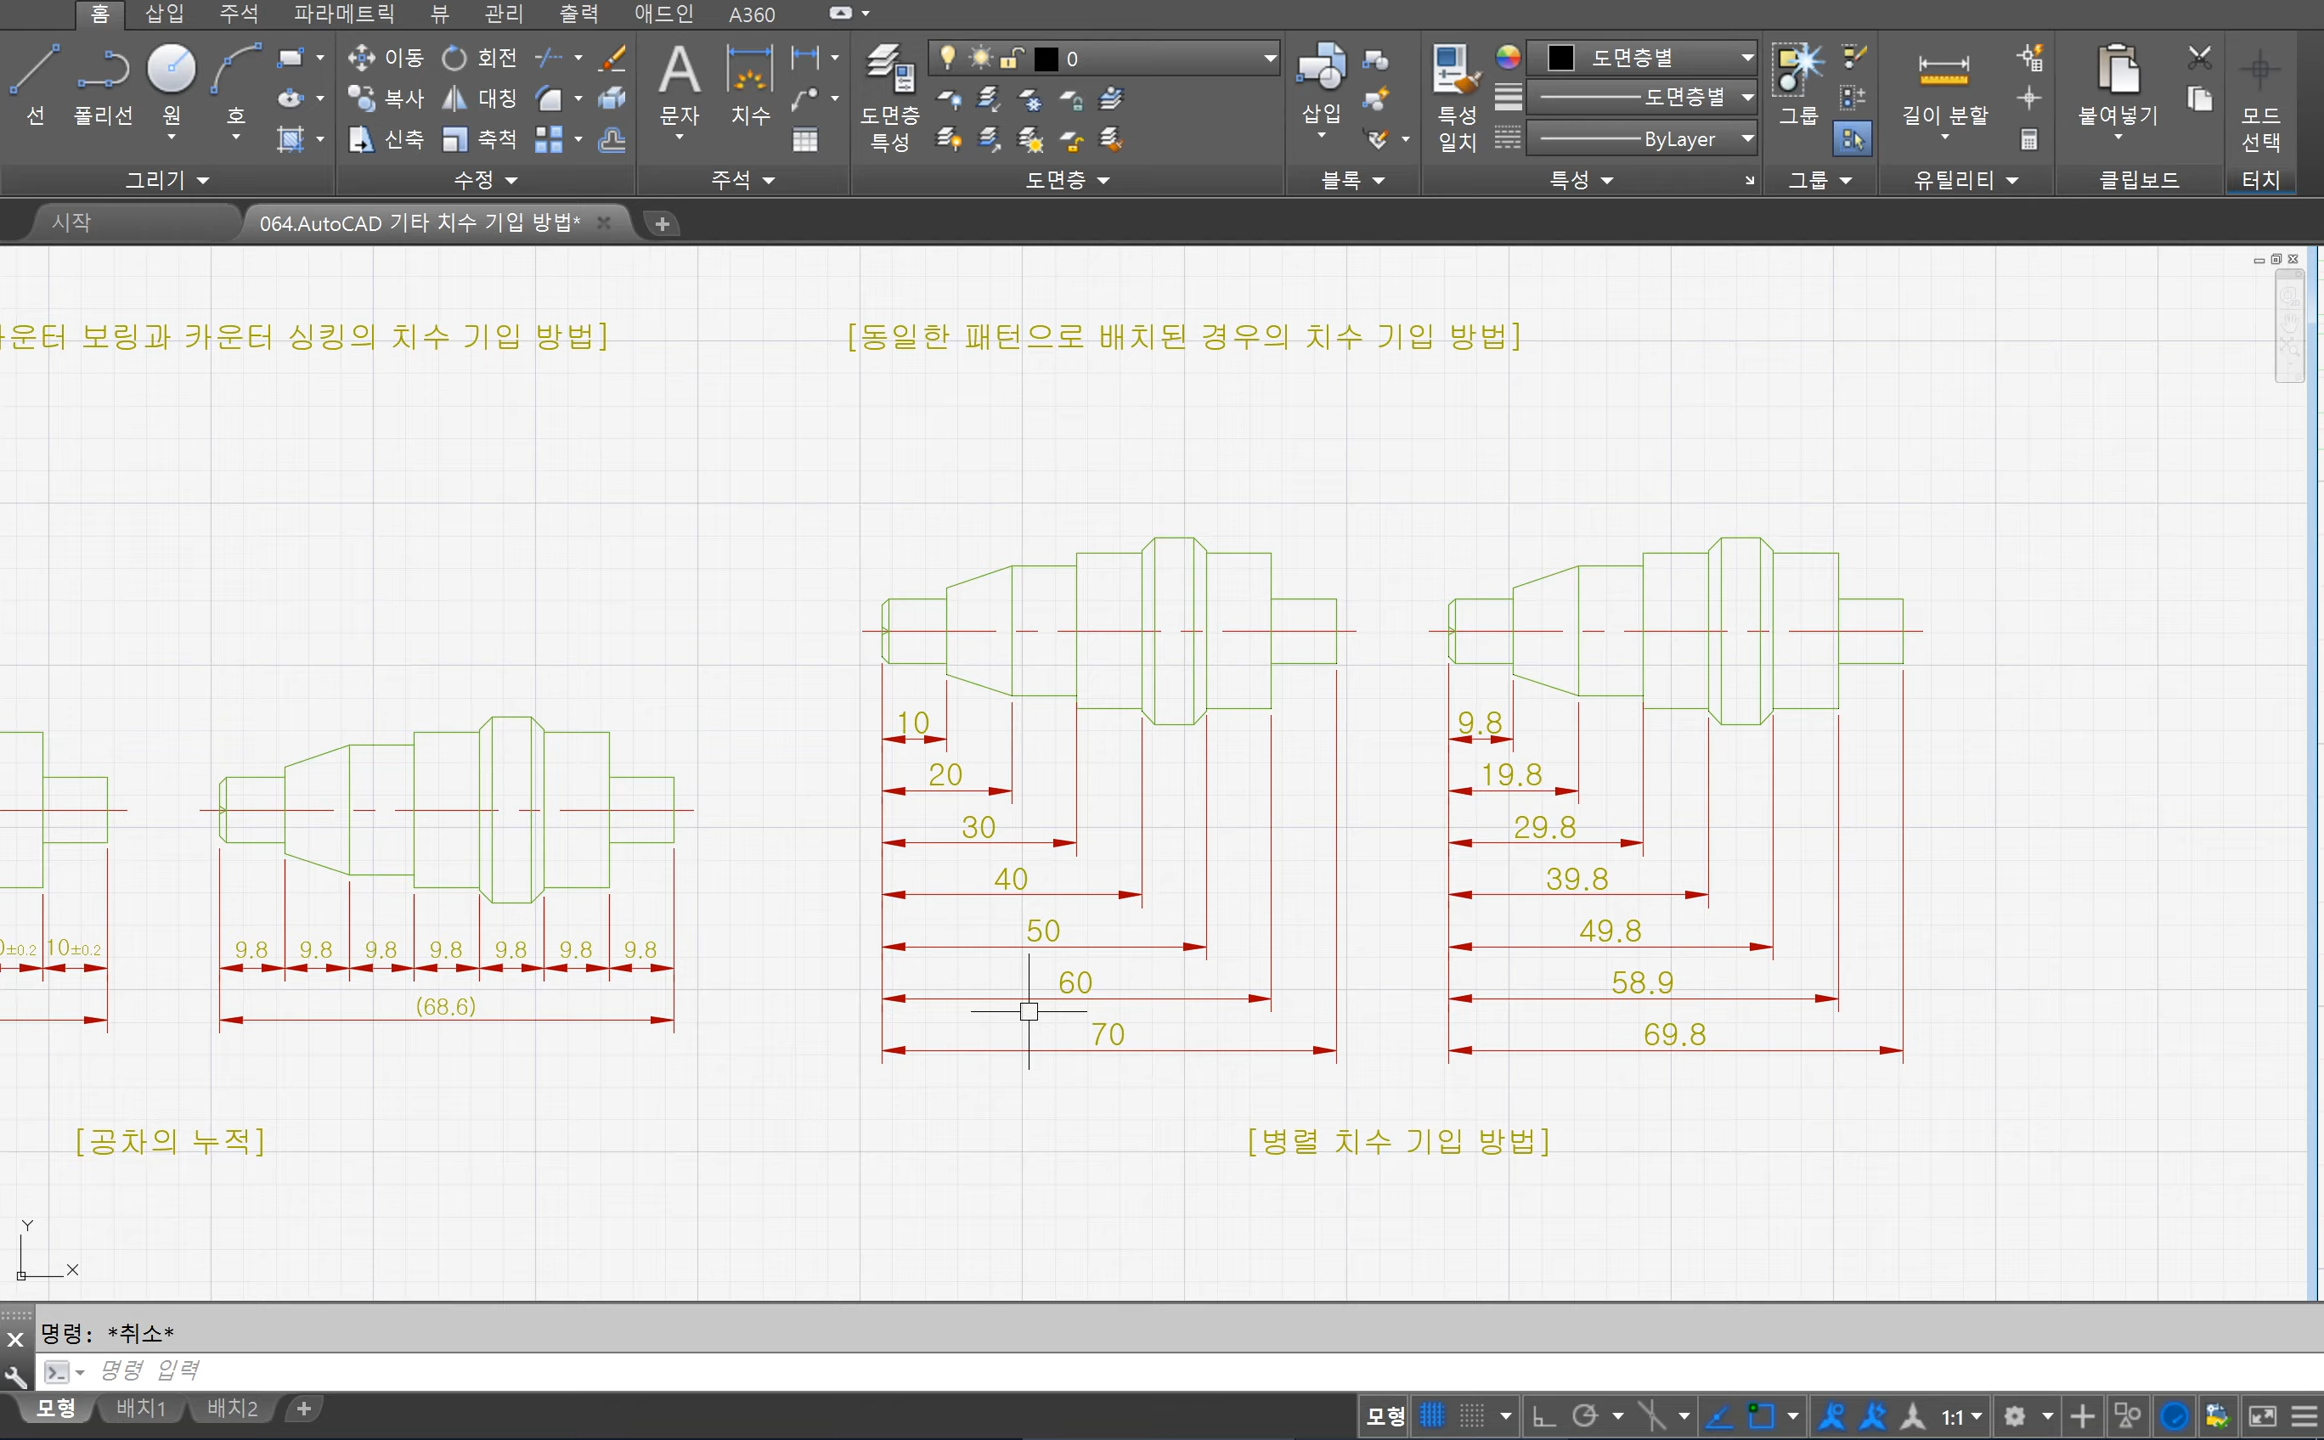 홈 삽입 주석 파라메트릭 뷰 관리 출력 애드인 A360
선 폴리선 원 호
이동 회전
복사 대칭
신축 축척
문자 치수
도면층 특성
0
삽입
특성 일치
도면층별
도면층별
ByLayer
그룹
길이 분할
붙여넣기
모드 선택
그리기 수정 주석 도면층 블록 특성 그룹 유틸리티 클립보드 터치
시작 064.AutoCAD 기타 치수 기입 방법*
운터 보링과 카운터 싱킹의 치수 기입 방법]
[동일한 패턴으로 배치된 경우의 치수 기입 방법]
0±0.2 10±0.2
9.8 9.8 9.8 9.8 9.8 9.8 9.8
(68.6)
10
20
30
40
50
60
70
9.8
19.8
29.8
39.8
49.8
58.9
69.8
[공차의 누적]
[병렬 치수 기입 방법]
Y
X
명령: *취소*
명령 입력
모형 배치1 배치2
모형 1:1